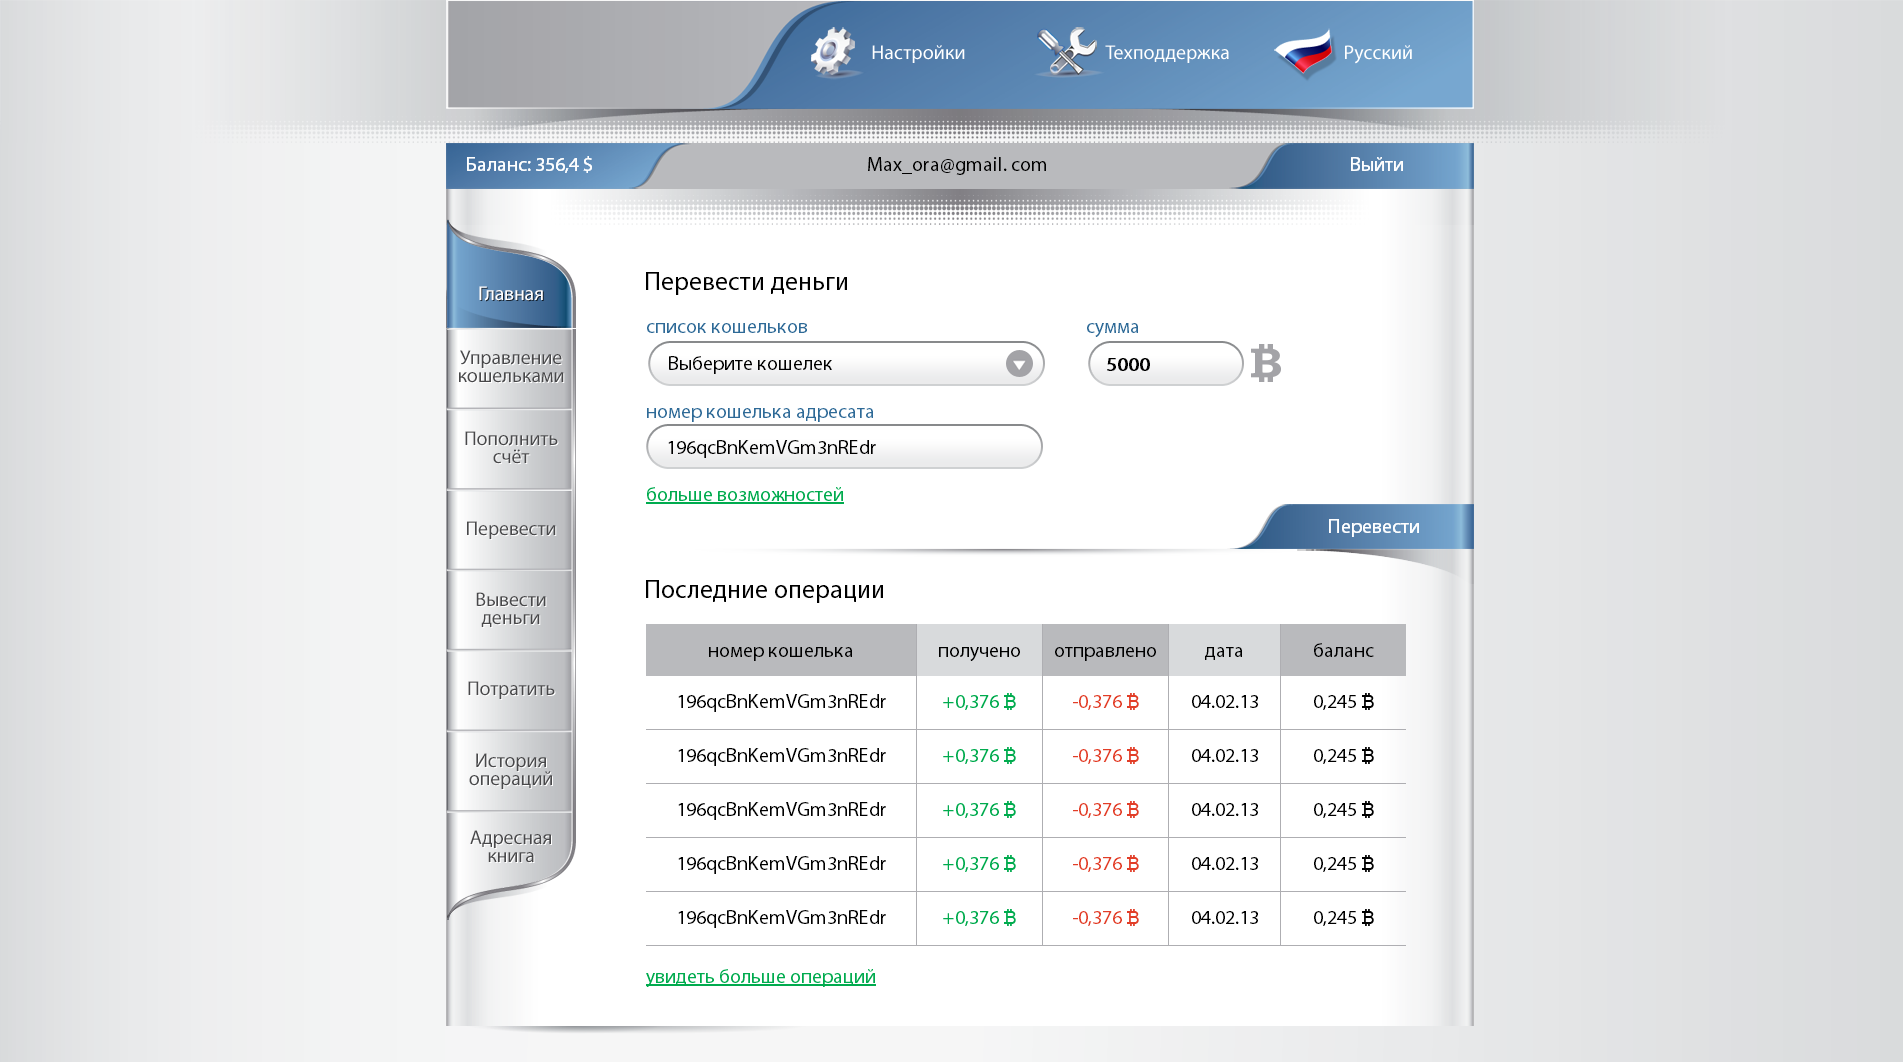 Настройки
Техподдержка
Русский
Баланс: 356,4 $
Max_ora@gmail. com
Выйти
Главная
Управление
кошельками
Пополнить
счёт
Перевести
Вывести
деньги
Потратить
История
операций
Адресная
книга
Перевести деньги
список кошельков
сумма
Выберите кошелек
5000
номер кошелька адресата
196qcBnKemVGm3nREdr
больше возможностей
Перевести
Последние операции
номер кошелька получено отправлено дата баланс
196qcBnKemVGm3nREdr +0,376 ₿ -0,376 ₿ 04.02.13 0,245 ₿
196qcBnKemVGm3nREdr +0,376 ₿ -0,376 ₿ 04.02.13 0,245 ₿
196qcBnKemVGm3nREdr +0,376 ₿ -0,376 ₿ 04.02.13 0,245 ₿
196qcBnKemVGm3nREdr +0,376 ₿ -0,376 ₿ 04.02.13 0,245 ₿
196qcBnKemVGm3nREdr +0,376 ₿ -0,376 ₿ 04.02.13 0,245 ₿
увидеть больше операций